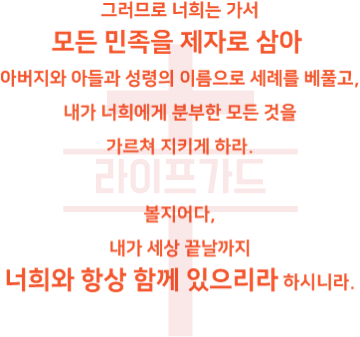 그러므로 너희는 가서
모든 민족을 제자로 삼아
아버지와 아들과 성령의 이름으로 세례를 베풀고,
내가 너희에게 분부한 모든 것을
가르쳐 지키게 하라.
라이프가드
볼지어다,
내가 세상 끝날까지
너희와 항상 함께 있으리라 하시니라.